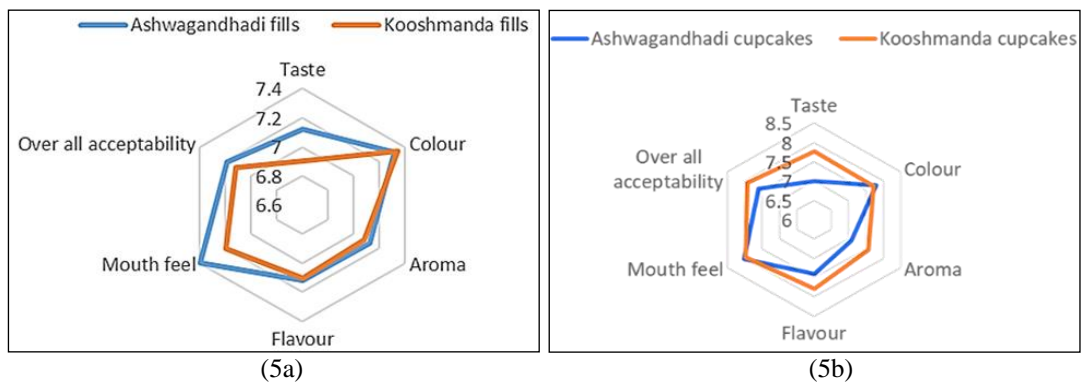 Ashwagandhadi fills Kooshmanda fills
Taste
7.4
7.2
7
6.8
6.6
Colour
Aroma
Flavour
Mouth feel
Over all acceptability
(5a)
Ashwagandhadi cupcakes Kooshmanda cupcakes
Taste
8.5
8
7.5
7
6.5
6
Colour
Aroma
Flavour
Mouth feel
Over all
acceptability
(5b)